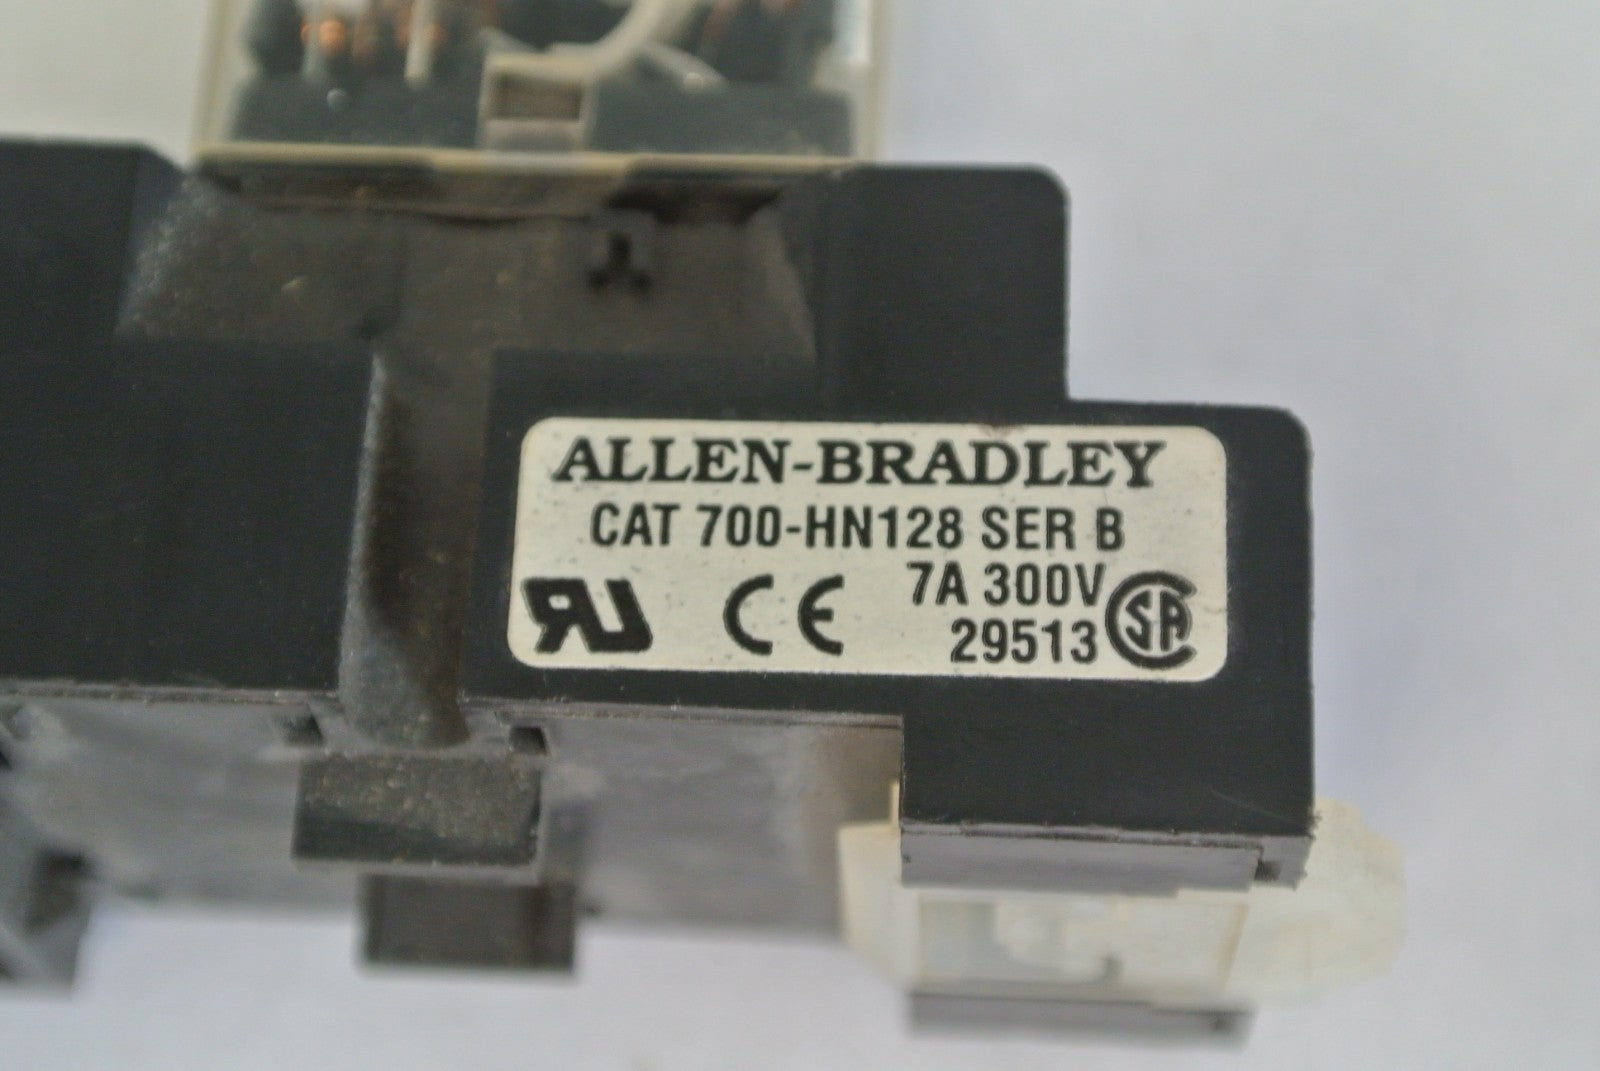 ALLEN-BRADLEY
CAT 700-HN128 SER B
7A 300V
29513